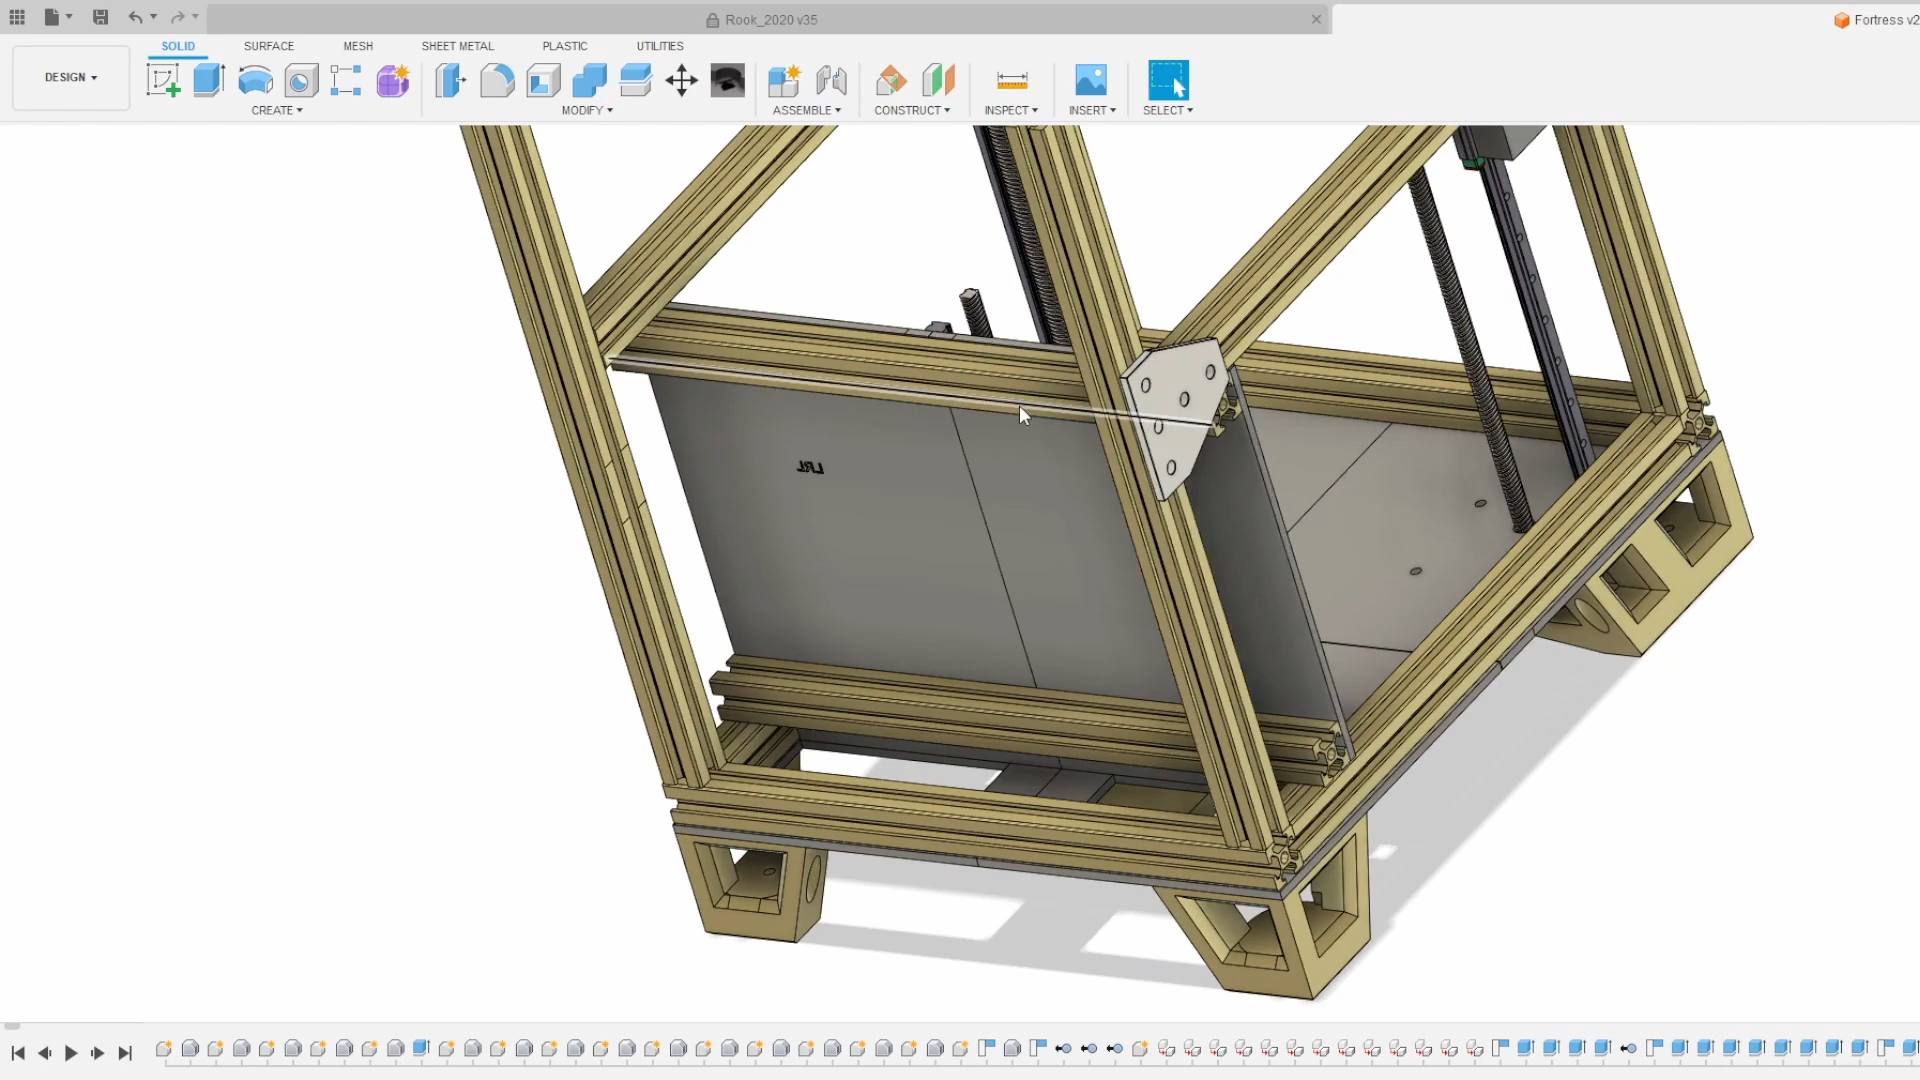 Rook_2020 v35
Fortress v2
SOLID SURFACE MESH SHEET METAL PLASTIC UTILITIES
DESIGN
CREATE MODIFY ASSEMBLE CONSTRUCT INSPECT INSERT SELECT
LRL